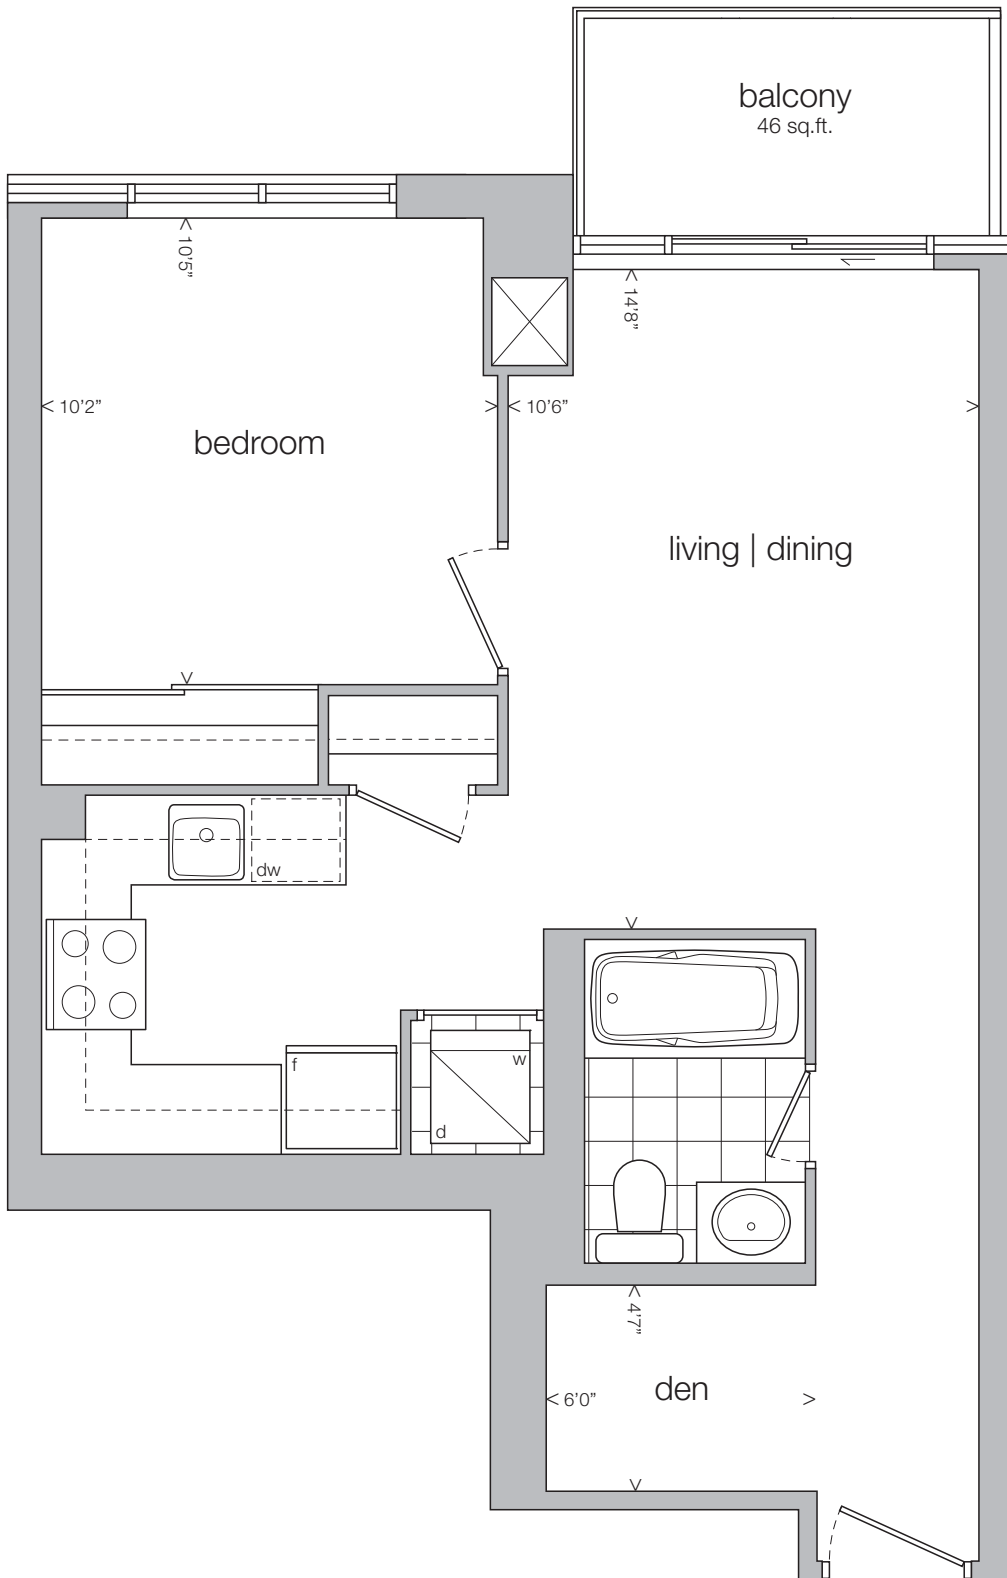 balcony
46 sq.ft.
10'5"
14'8"
10'2"
10'6"
bedroom
living | dining
dw
f
w
d
4'7"
6'0"
den